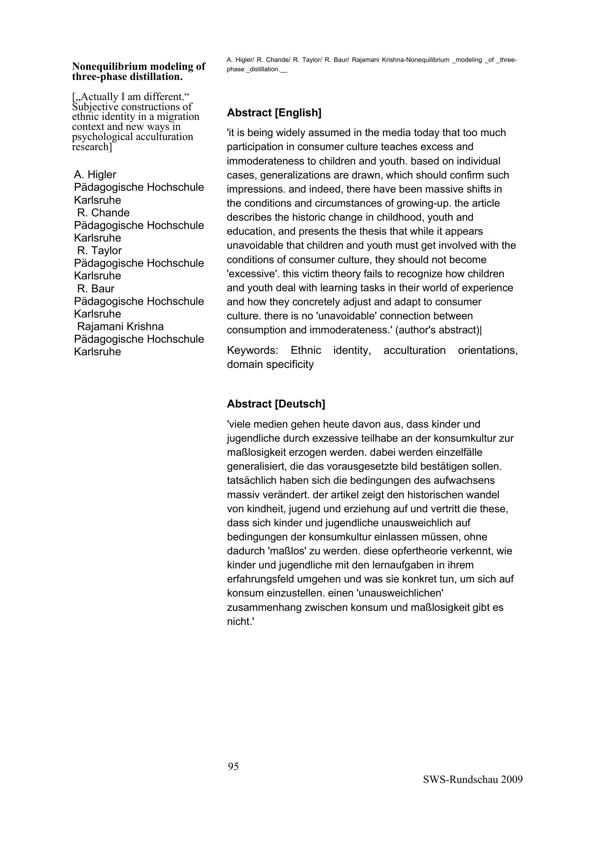 Nonequilibrium modeling of
three-phase distillation.
[„Actually I am different.“
Subjective constructions of
ethnic identity in a migration
context and new ways in
psychological acculturation
research]
A. Higler
Pädagogische Hochschule
Karlsruhe
R. Chande
Pädagogische Hochschule
Karlsruhe
R. Taylor
Pädagogische Hochschule
Karlsruhe
R. Baur
Pädagogische Hochschule
Karlsruhe
Rajamani Krishna
Pädagogische Hochschule
Karlsruhe
A. Higler/ R. Chande/ R. Taylor/ R. Baur/ Rajamani Krishna-Nonequilibrium _modeling _of _three-
phase _distillation.__
Abstract [English]
'it is being widely assumed in the media today that too much
participation in consumer culture teaches excess and
immoderateness to children and youth. based on individual
cases, generalizations are drawn, which should confirm such
impressions. and indeed, there have been massive shifts in
the conditions and circumstances of growing-up. the article
describes the historic change in childhood, youth and
education, and presents the thesis that while it appears
unavoidable that children and youth must get involved with the
conditions of consumer culture, they should not become
'excessive'. this victim theory fails to recognize how children
and youth deal with learning tasks in their world of experience
and how they concretely adjust and adapt to consumer
culture. there is no 'unavoidable' connection between
consumption and immoderateness.' (author's abstract)|
Keywords: Ethnic identity, acculturation orientations,
domain specificity
Abstract [Deutsch]
'viele medien gehen heute davon aus, dass kinder und
jugendliche durch exzessive teilhabe an der konsumkultur zur
maßlosigkeit erzogen werden. dabei werden einzelfälle
generalisiert, die das vorausgesetzte bild bestätigen sollen.
tatsächlich haben sich die bedingungen des aufwachsens
massiv verändert. der artikel zeigt den historischen wandel
von kindheit, jugend und erziehung auf und vertritt die these,
dass sich kinder und jugendliche unausweichlich auf
bedingungen der konsumkultur einlassen müssen, ohne
dadurch 'maßlos' zu werden. diese opfertheorie verkennt, wie
kinder und jugendliche mit den lernaufgaben in ihrem
erfahrungsfeld umgehen und was sie konkret tun, um sich auf
konsum einzustellen. einen 'unausweichlichen'
zusammenhang zwischen konsum und maßlosigkeit gibt es
nicht.'
95
SWS-Rundschau 2009